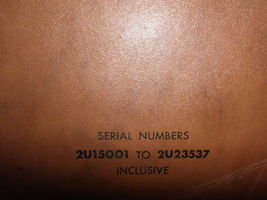 SERIAL NUMBERS
2U15001 TO 2U23537
INCLUSIVE